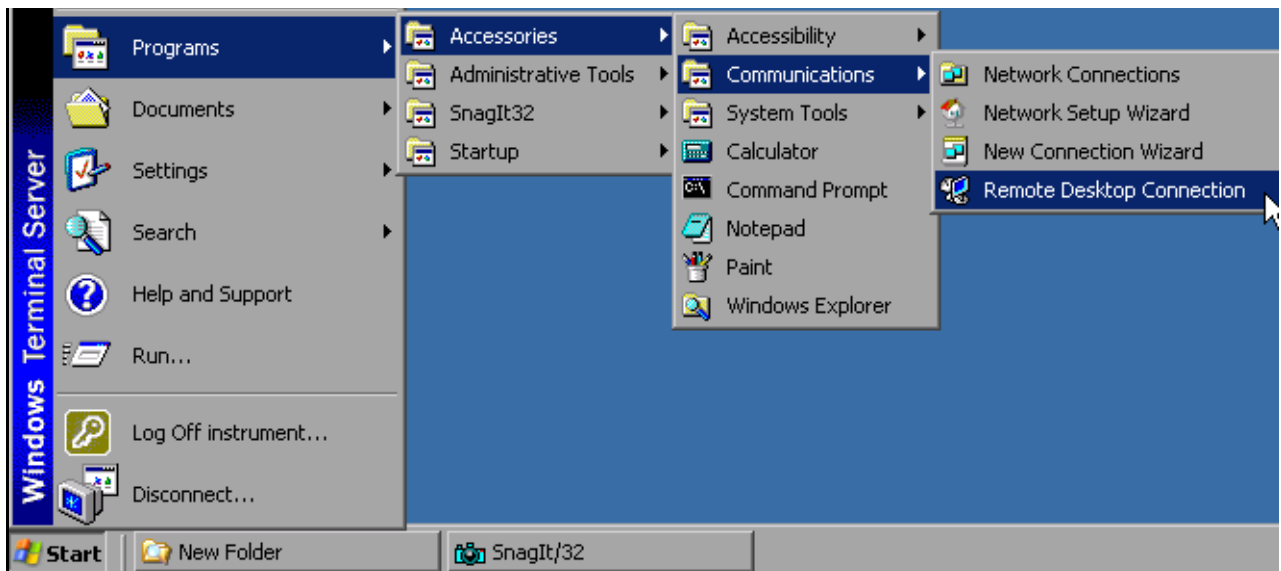 Windows Terminal Server
Programs
Documents
Settings
Search
Help and Support
Run...
Log Off instrument...
Disconnect...
Accessories
Administrative Tools
SnagIt32
Startup
Accessibility
Communications
System Tools
Calculator
Command Prompt
Notepad
Paint
Windows Explorer
Network Connections
Network Setup Wizard
New Connection Wizard
Remote Desktop Connection
Start
New Folder
SnagIt/32